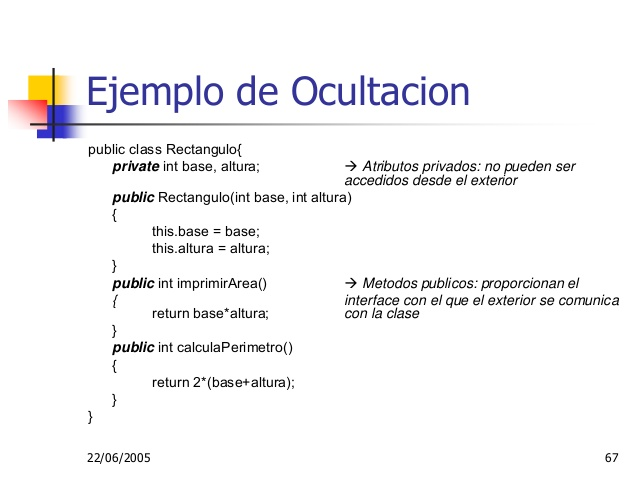 Ejemplo de Ocultacion
public class Rectangulo{
private int base, altura;
→ Atributos privados: no pueden ser
accedidos desde el exterior
public Rectangulo(int base, int altura)
{
this.base = base;
this.altura = altura;
}
public int imprimirArea()
→ Metodos publicos: proporcionan el
interface con el que el exterior se comunica
con la clase
{
return base*altura;
}
public int calculaPerimetro()
{
return 2*(base+altura);
}
}
22/06/2005
67